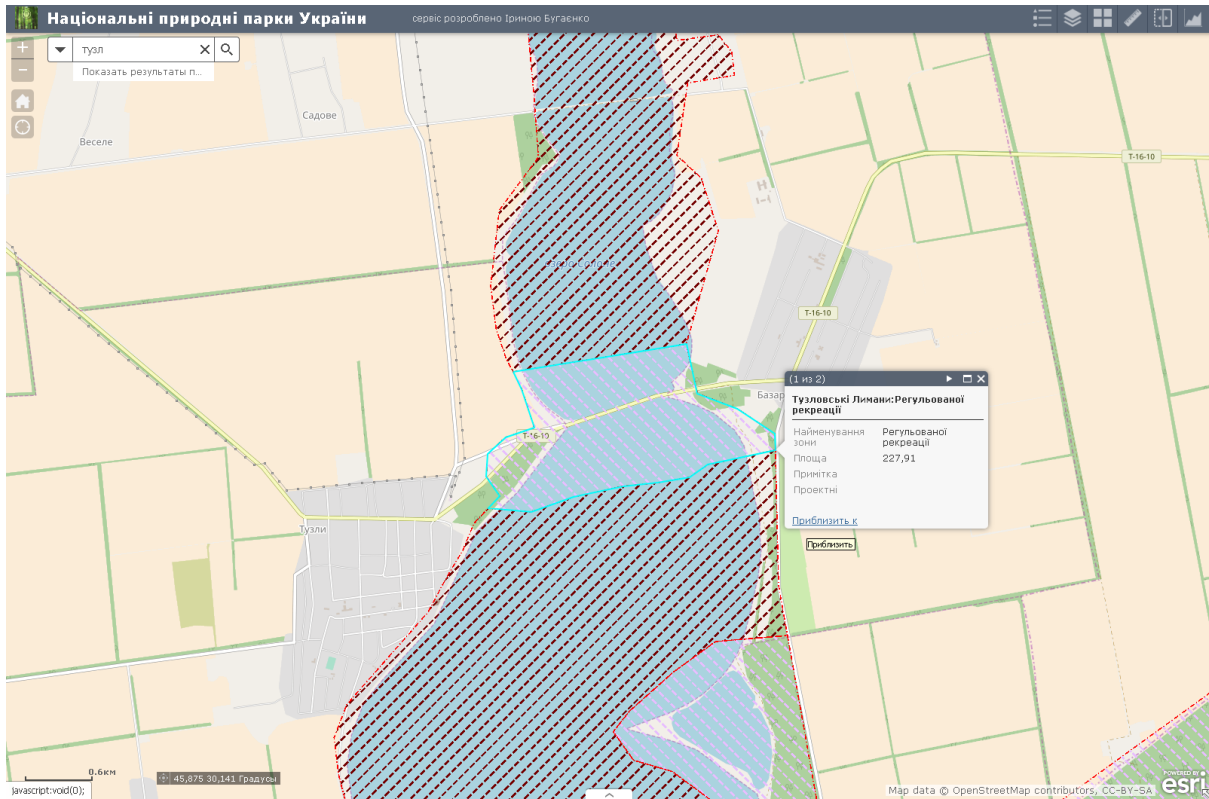 Національні природні парки України
сервіс розроблено Іриною Бугаєнко
тузл
Показать результаты п...
Садове
Веселе
Т-16-10
Т-16-10
(1 из 2)
Тузловські Лимани:Регульованої
рекреації
Базар
Найменування зони Регульованої рекреації
Площа 227,91
Примітка
Проектні
Приблизить к
Приблизить
Т-16-10
Тузли
0.6км
45,875 30,141 Градусы
javascript:void(0);
Map data © OpenStreetMap contributors, CC-BY-SA
POWERED BY
esri